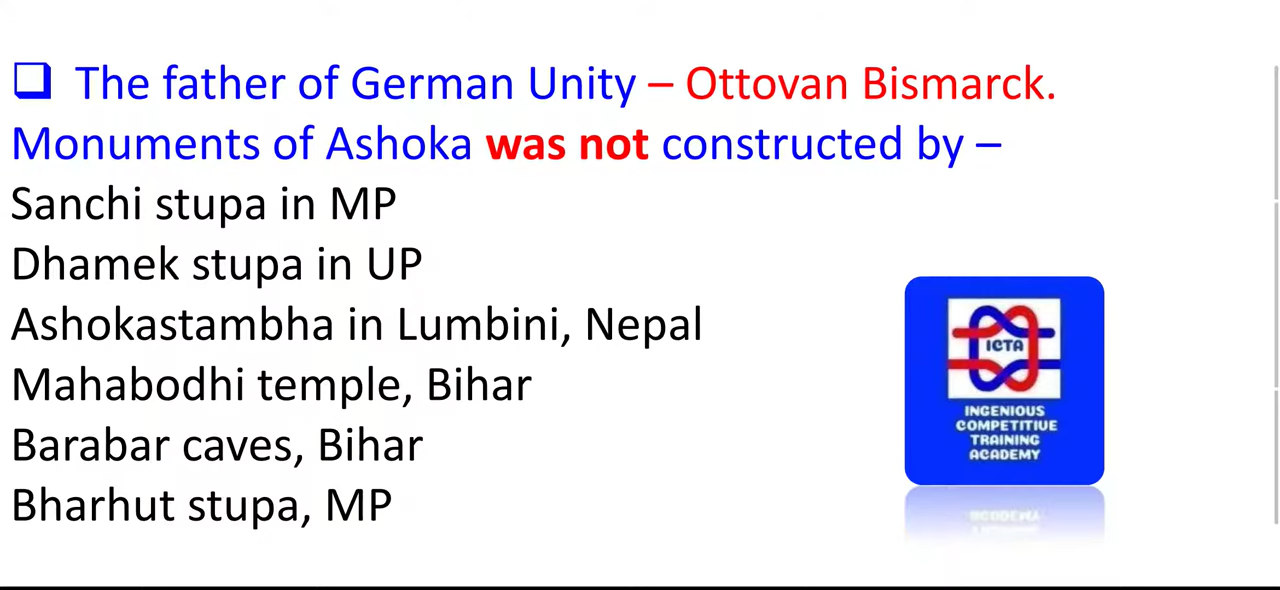 ❑ The father of German Unity – Ottovan Bismarck.
Monuments of Ashoka was not constructed by –
Sanchi stupa in MP
Dhamek stupa in UP
Ashokastambha in Lumbini, Nepal
Mahabodhi temple, Bihar
Barabar caves, Bihar
Bharhut stupa, MP
ICTA
INGENIOUS
COMPETITIVE
TRAINING
ACADEMY